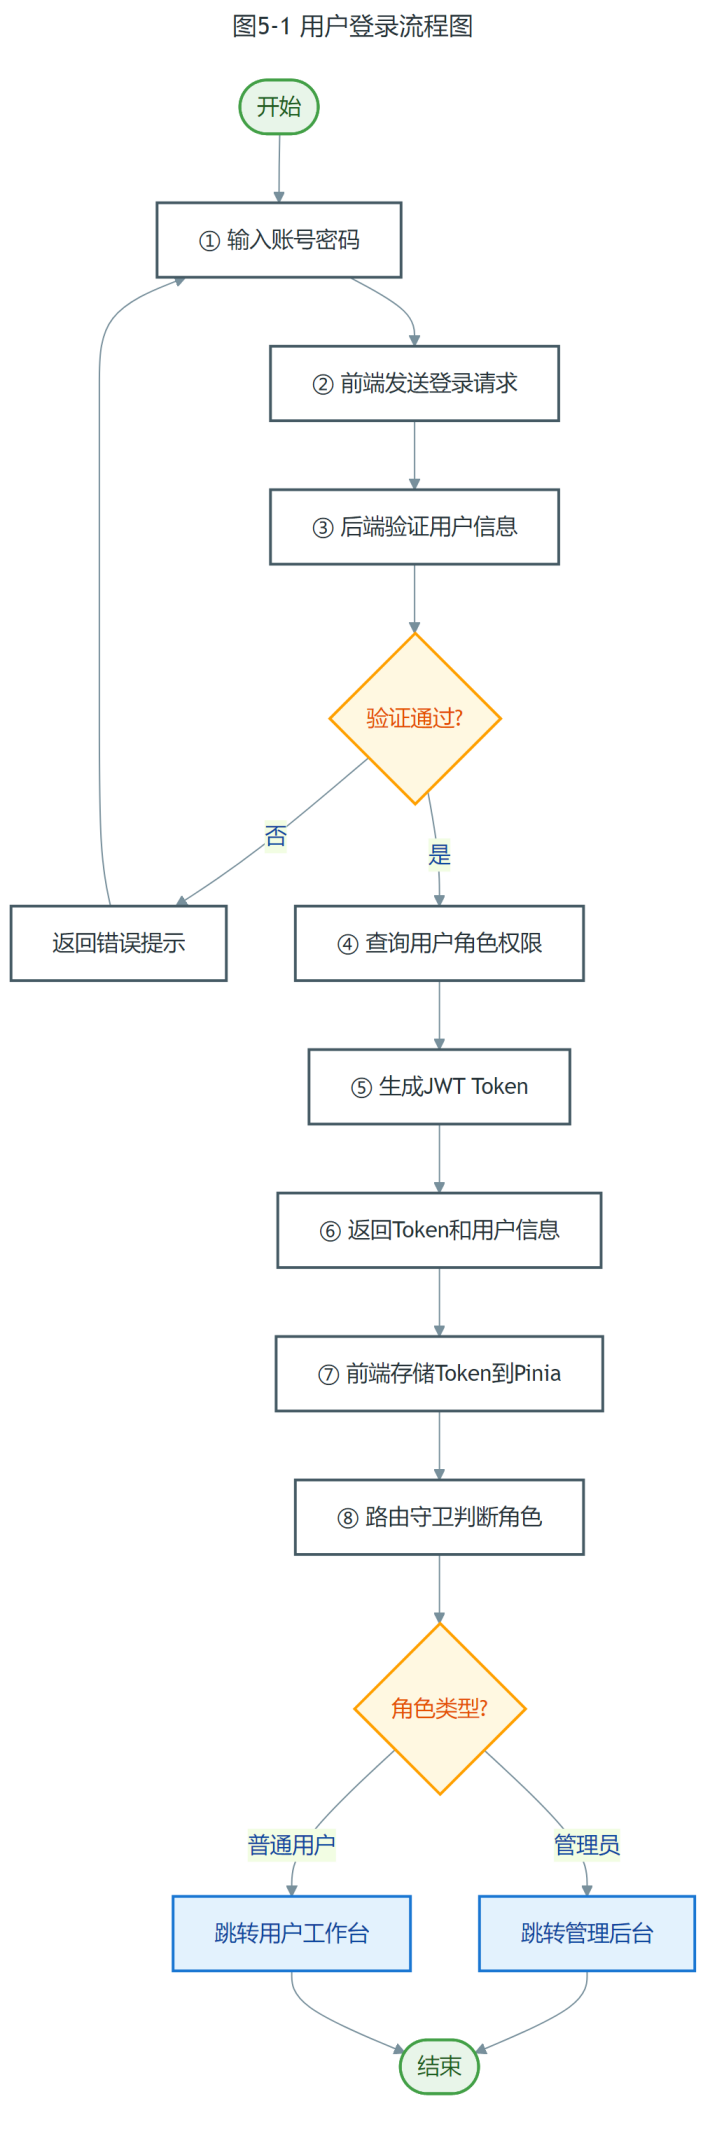 图5-1 用户登录流程图
开始
① 输入账号密码
② 前端发送登录请求
③ 后端验证用户信息
验证通过?
否
是
返回错误提示
④ 查询用户角色权限
⑤ 生成JWT Token
⑥ 返回Token和用户信息
⑦ 前端存储Token到Pinia
⑧ 路由守卫判断角色
角色类型?
普通用户
管理员
跳转用户工作台
跳转管理后台
结束